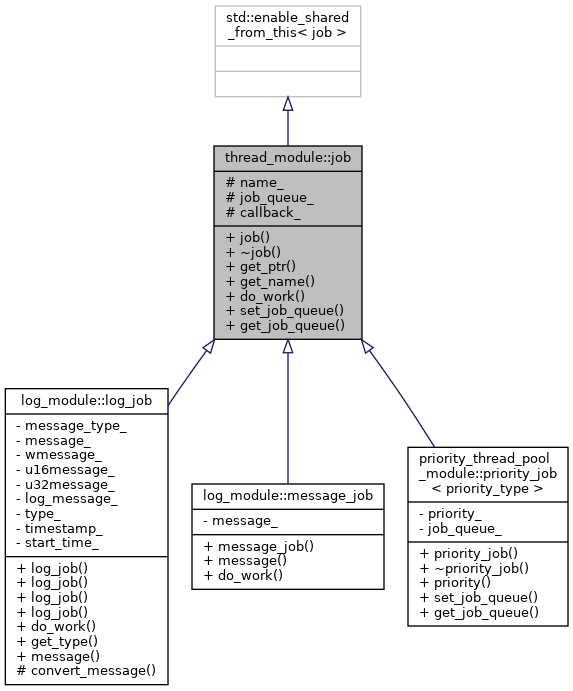 std::enable_shared
_from_this< job >
thread_module::job
# name_
# job_queue_
# callback_
+ job()
+ ~job()
+ get_ptr()
+ get_name()
+ do_work()
+ set_job_queue()
+ get_job_queue()
log_module::log_job
- message_type_
- message_
- wmessage_
- u16message_
- u32message_
- log_message_
- type_
- timestamp_
- start_time_
+ log_job()
+ log_job()
+ log_job()
+ log_job()
+ do_work()
+ get_type()
+ message()
# convert_message()
log_module::message_job
- message_
+ message_job()
+ message()
+ do_work()
priority_thread_pool
_module::priority_job
< priority_type >
- priority_
- job_queue_
+ priority_job()
+ ~priority_job()
+ priority()
+ set_job_queue()
+ get_job_queue()